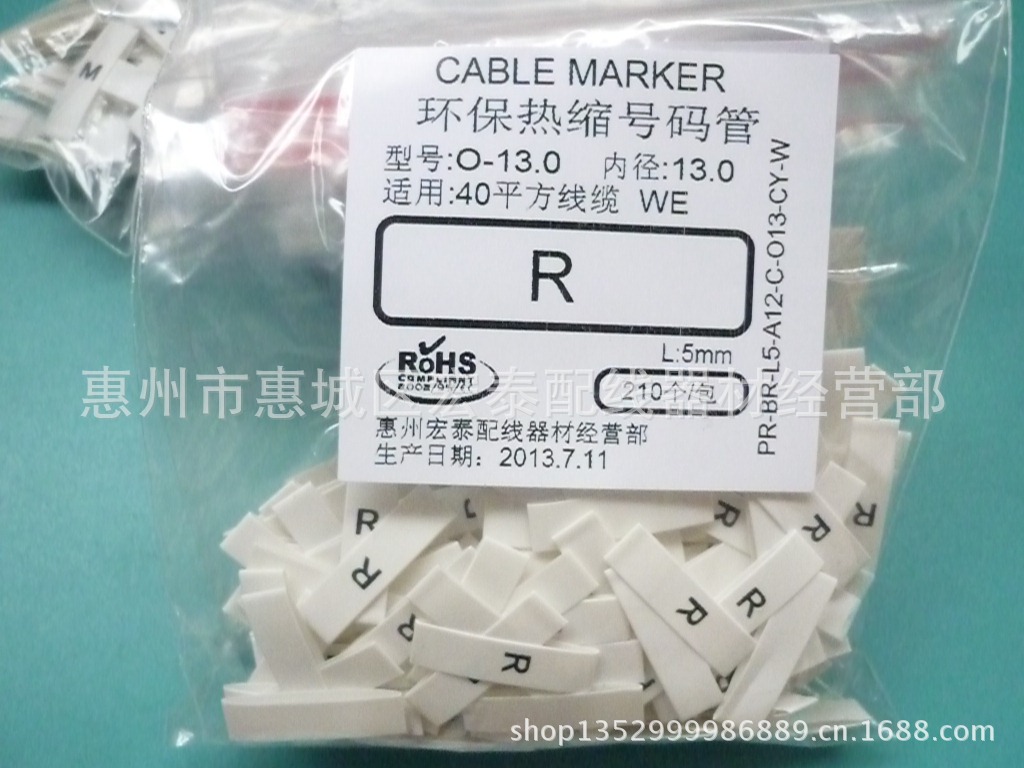 M
CABLE MARKER
环保热缩号码管
型号:O-13.0 内径:13.0
适用:40平方线缆 WE
R
L:5mm
RoHS
210个/包
惠州宏泰配线器材经营部
生产日期: 2013.7.11
PR-BR-L5-A12-C-O13-CY-W
惠州市惠城区宏泰配线器材经营部
R
R
R
R
R
R
R
R
R
shop1352999986889.cn.1688.com